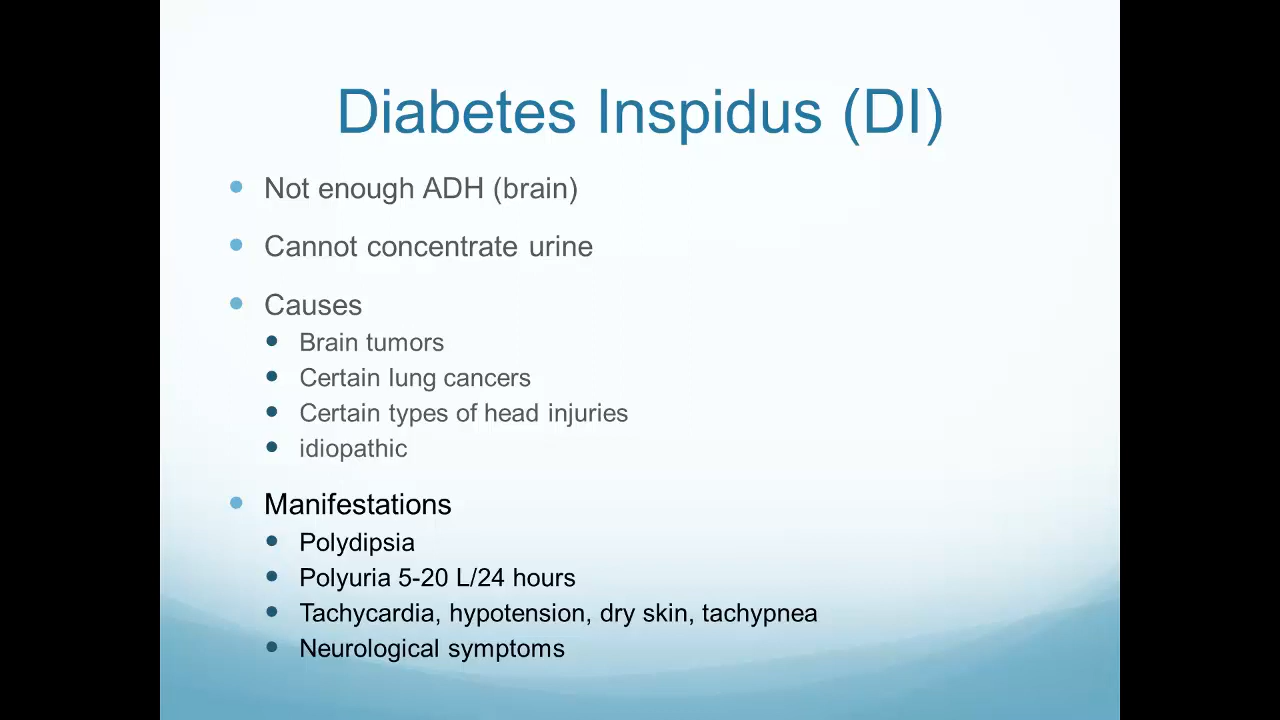 Diabetes Inspidus (DI)
Not enough ADH (brain)
Cannot concentrate urine
Causes
Brain tumors
Certain lung cancers
Certain types of head injuries
idiopathic
Manifestations
Polydipsia
Polyuria 5-20 L/24 hours
Tachycardia, hypotension, dry skin, tachypnea
Neurological symptoms